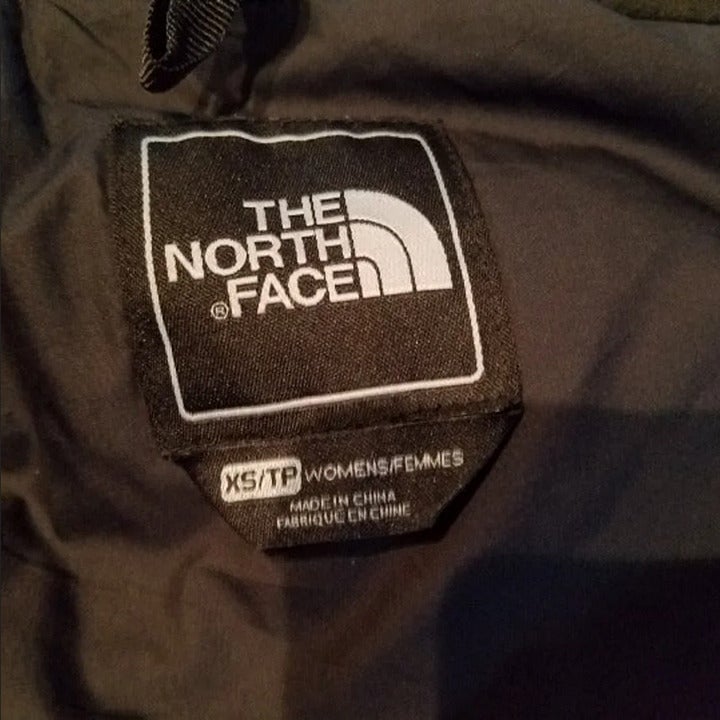 THE
NORTH
® FACE
XS/TP WOMENS/FEMMES
MADE IN CHINA
FABRIQUE EN CHINE